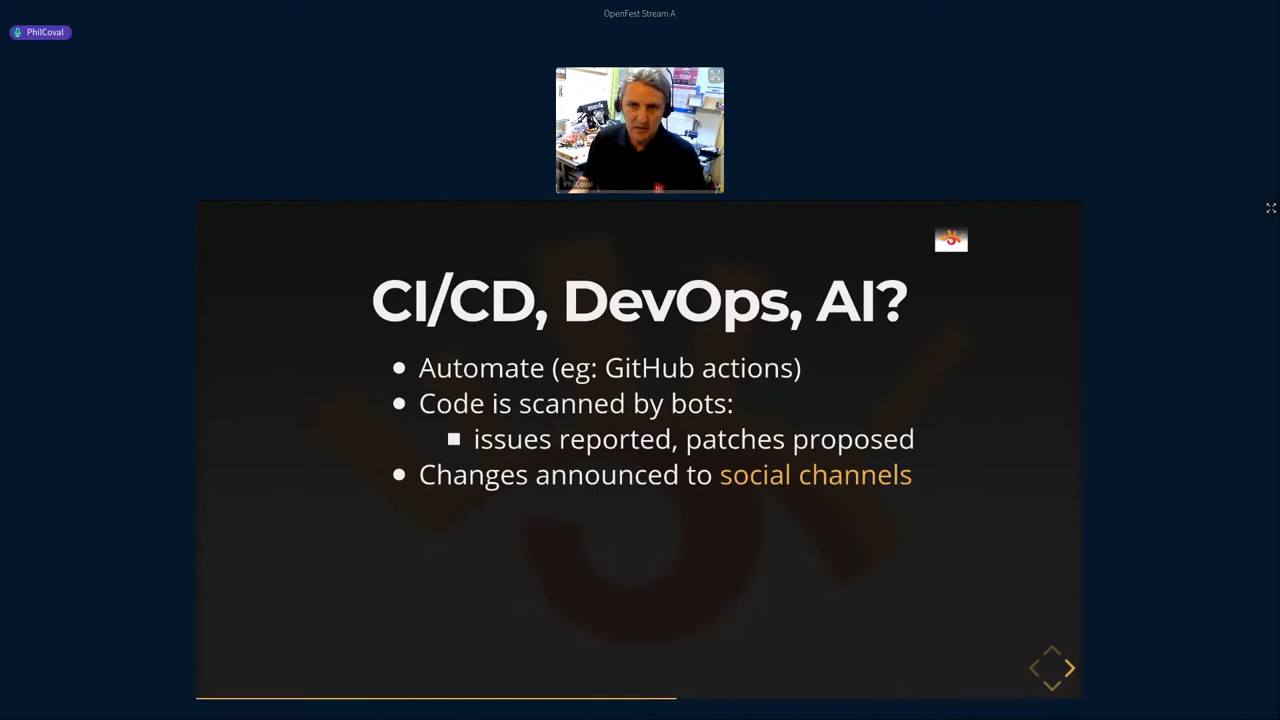 OpenFest Stream A
PhilCoval
PhilCoval
CI/CD, DevOps, AI?
Automate (eg: GitHub actions)
Code is scanned by bots:
issues reported, patches proposed
Changes announced to social channels